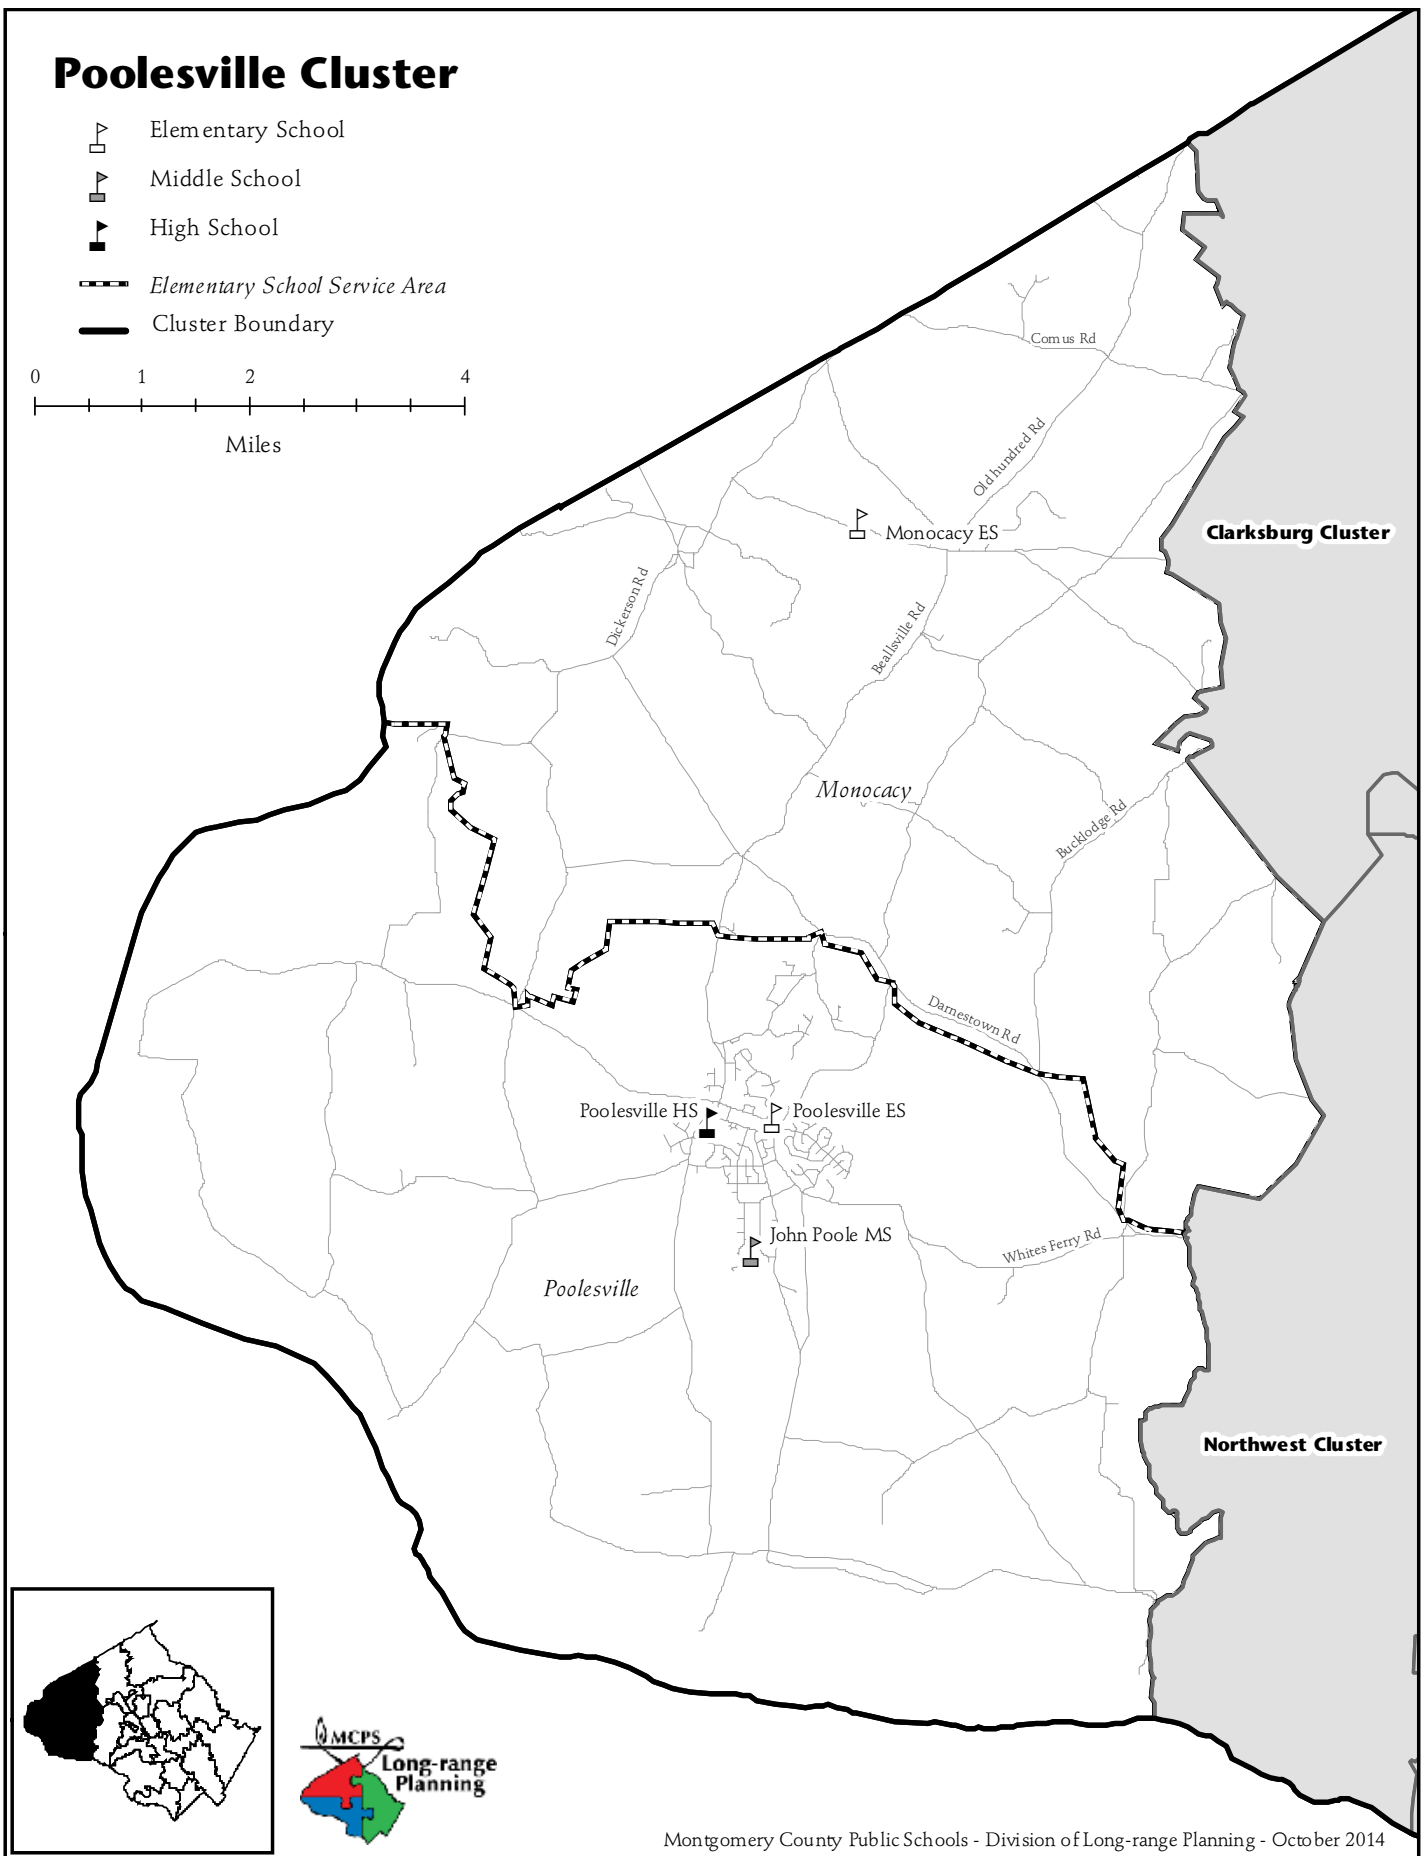 Poolesville Cluster
Elementary School
Middle School
High School
Elementary School Service Area
Cluster Boundary
0 1 2 4
Miles
Comus Rd
Old hundred Rd
Monocacy ES
Clarksburg Cluster
Dickerson Rd
Beallsville Rd
Monocacy
Bucklodge Rd
Darnestown Rd
Poolesville HS
Poolesville ES
John Poole MS
Whites Ferry Rd
Poolesville
Northwest Cluster
MCPS
Long-range
Planning
Montgomery County Public Schools - Division of Long-range Planning - October 2014